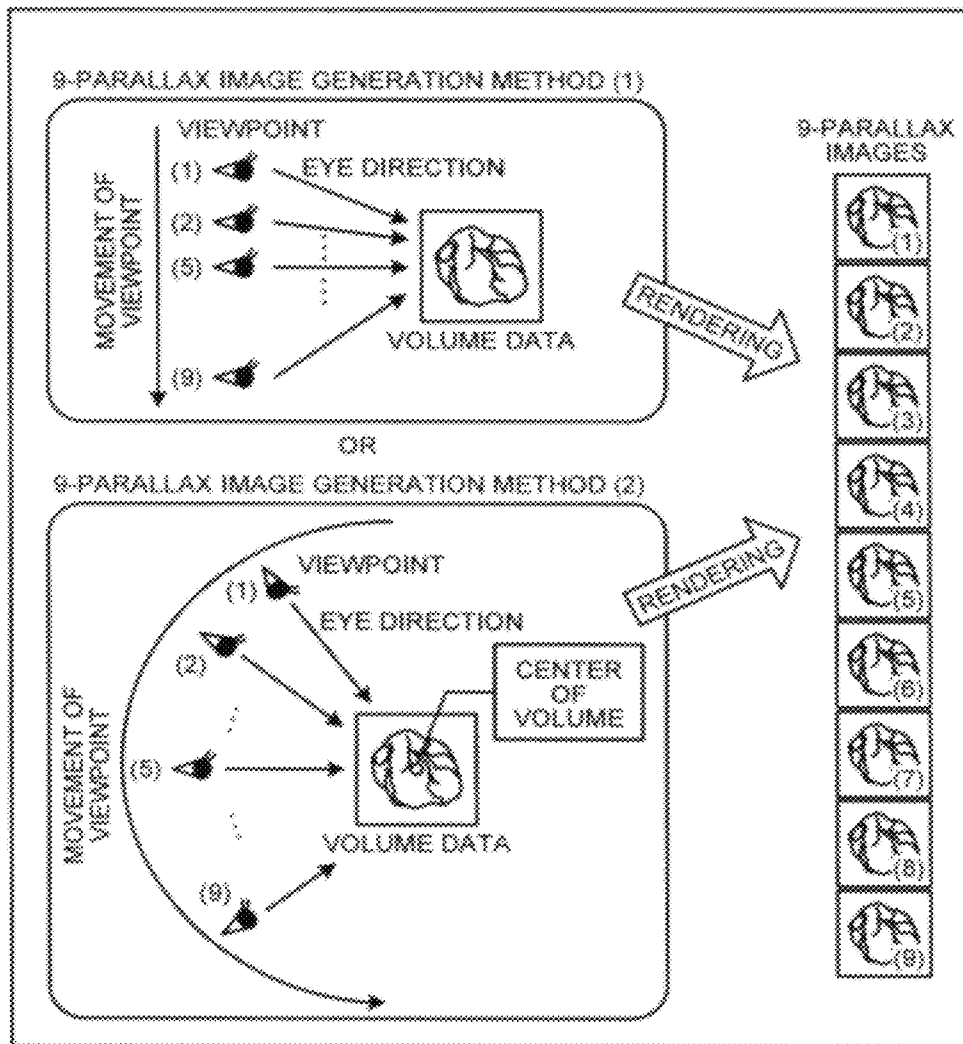 9-PARALLAX IMAGE GENERATION METHOD (1)
VIEWPOINT
(1)
EYE DIRECTION
(2)
(5)
(9)
MOVEMENT OF
VIEWPOINT
VOLUME DATA
RENDERING
OR
9-PARALLAX IMAGE GENERATION METHOD (2)
VIEWPOINT
(1)
EYE DIRECTION
(2)
(5)
(9)
MOVEMENT OF
VIEWPOINT
CENTER
OF
VOLUME
VOLUME DATA
RENDERING
9-PARALLAX
IMAGES
(1)
(2)
(3)
(4)
(5)
(6)
(7)
(8)
(9)